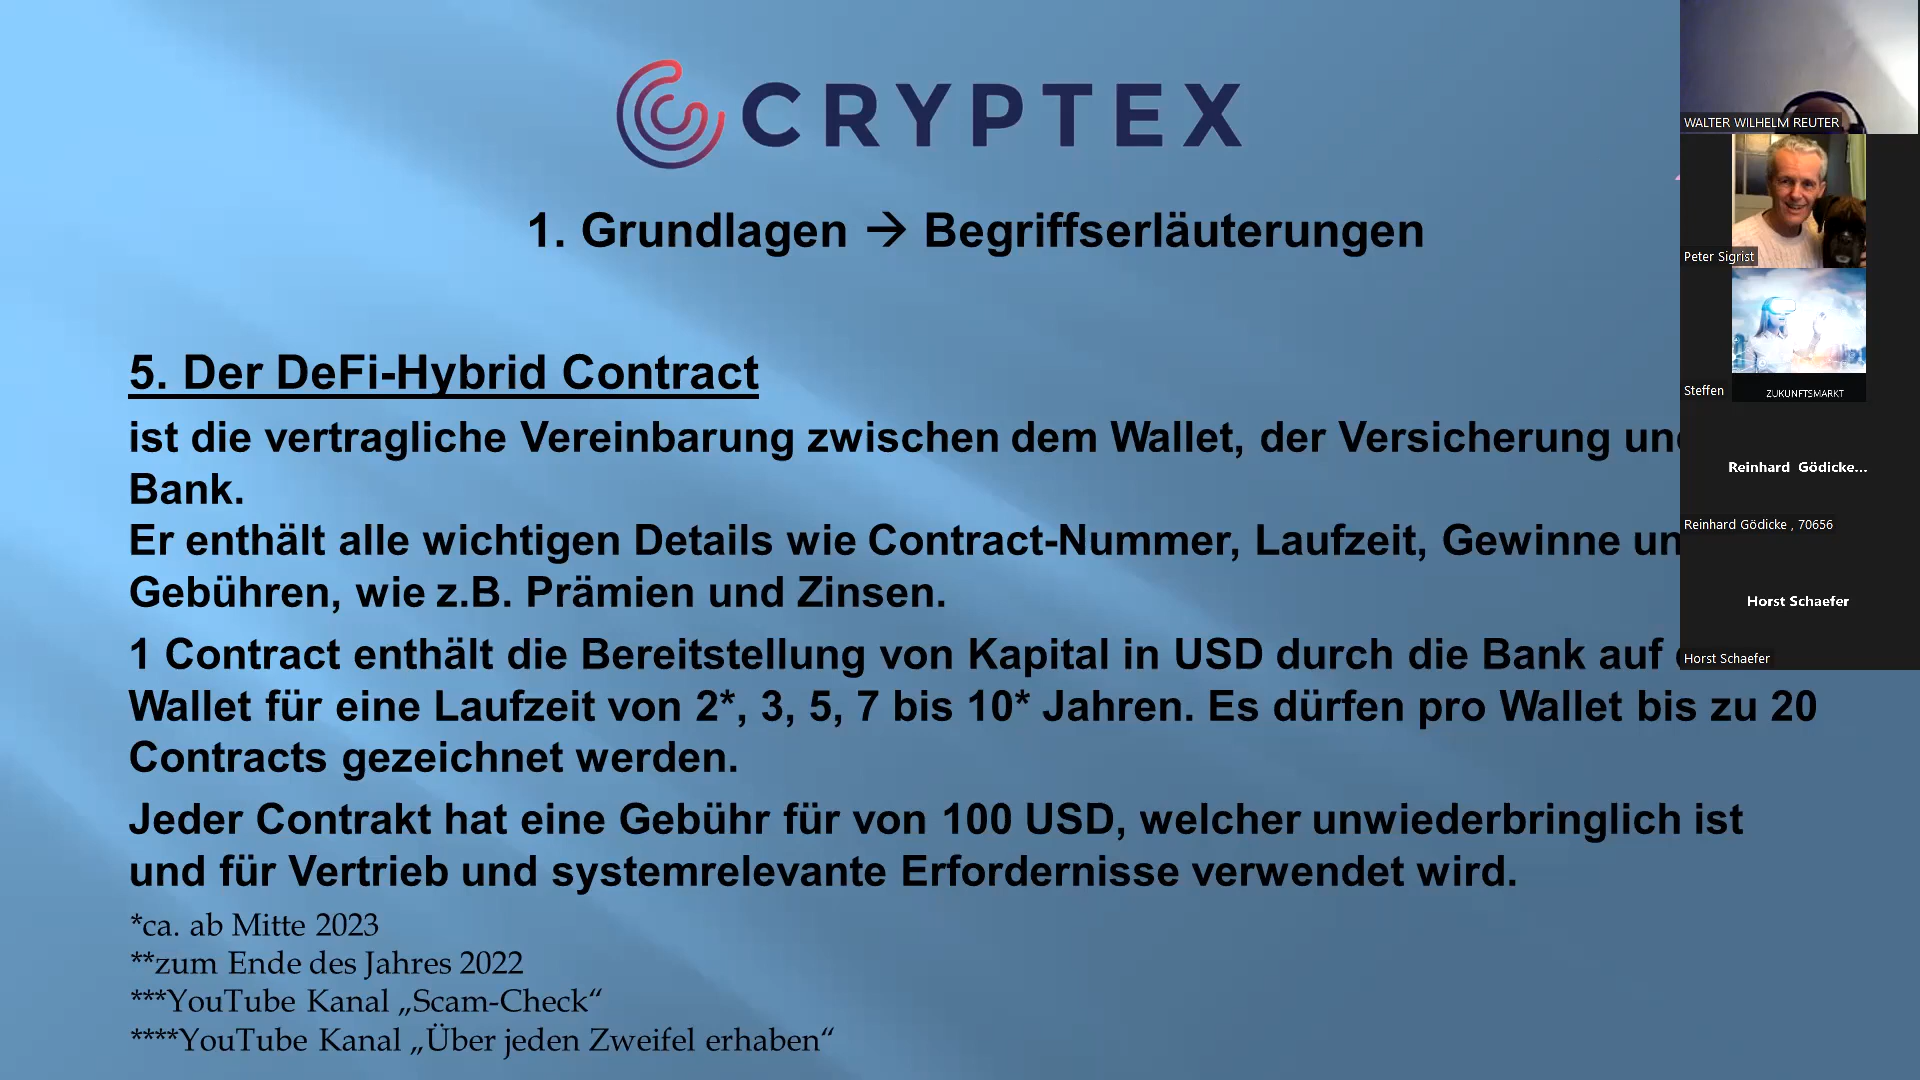 CRYPTEX
1. Grundlagen → Begriffserläuterungen
5. Der DeFi-Hybrid Contract
ist die vertragliche Vereinbarung zwischen dem Wallet, der Versicherung
Bank.
Er enthält alle wichtigen Details wie Contract-Nummer, Laufzeit, Gewinne
Gebühren, wie z.B. Prämien und Zinsen.
1 Contract enthält die Bereitstellung von Kapital in USD durch die Bank auf
Wallet für eine Laufzeit von 2*, 3, 5, 7 bis 10* Jahren. Es dürfen pro Wallet bis zu 20
Contracts gezeichnet werden.
Jeder Contrakt hat eine Gebühr für von 100 USD, welcher unwiederbringlich ist
und für Vertrieb und systemrelevante Erfordernisse verwendet wird.
*ca. ab Mitte 2023
**zum Ende des Jahres 2022
***YouTube Kanal „Scam-Check“
****YouTube Kanal „Über jeden Zweifel erhaben“
WALTER WILHELM REUTER
Peter Sigrist
ZUKUNFTSMARKT
Steffen
Reinhard Gödicke...
Reinhard Gödicke , 70656
Horst Schaefer
Horst Schaefer